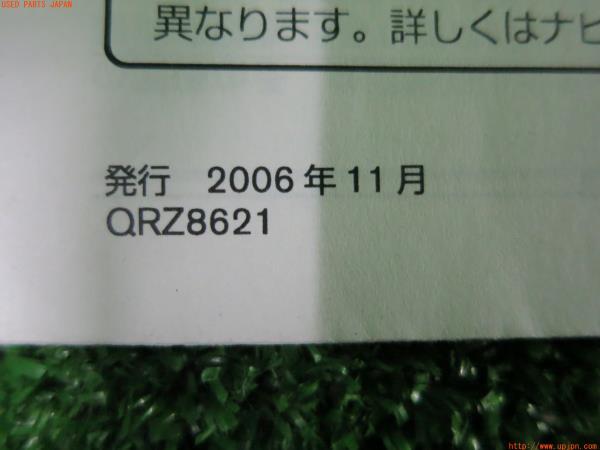 USED PARTS JAPAN
異なります。詳しくはナビ
発行 2006年11月
QRZ8621
http://www.upjpn.com